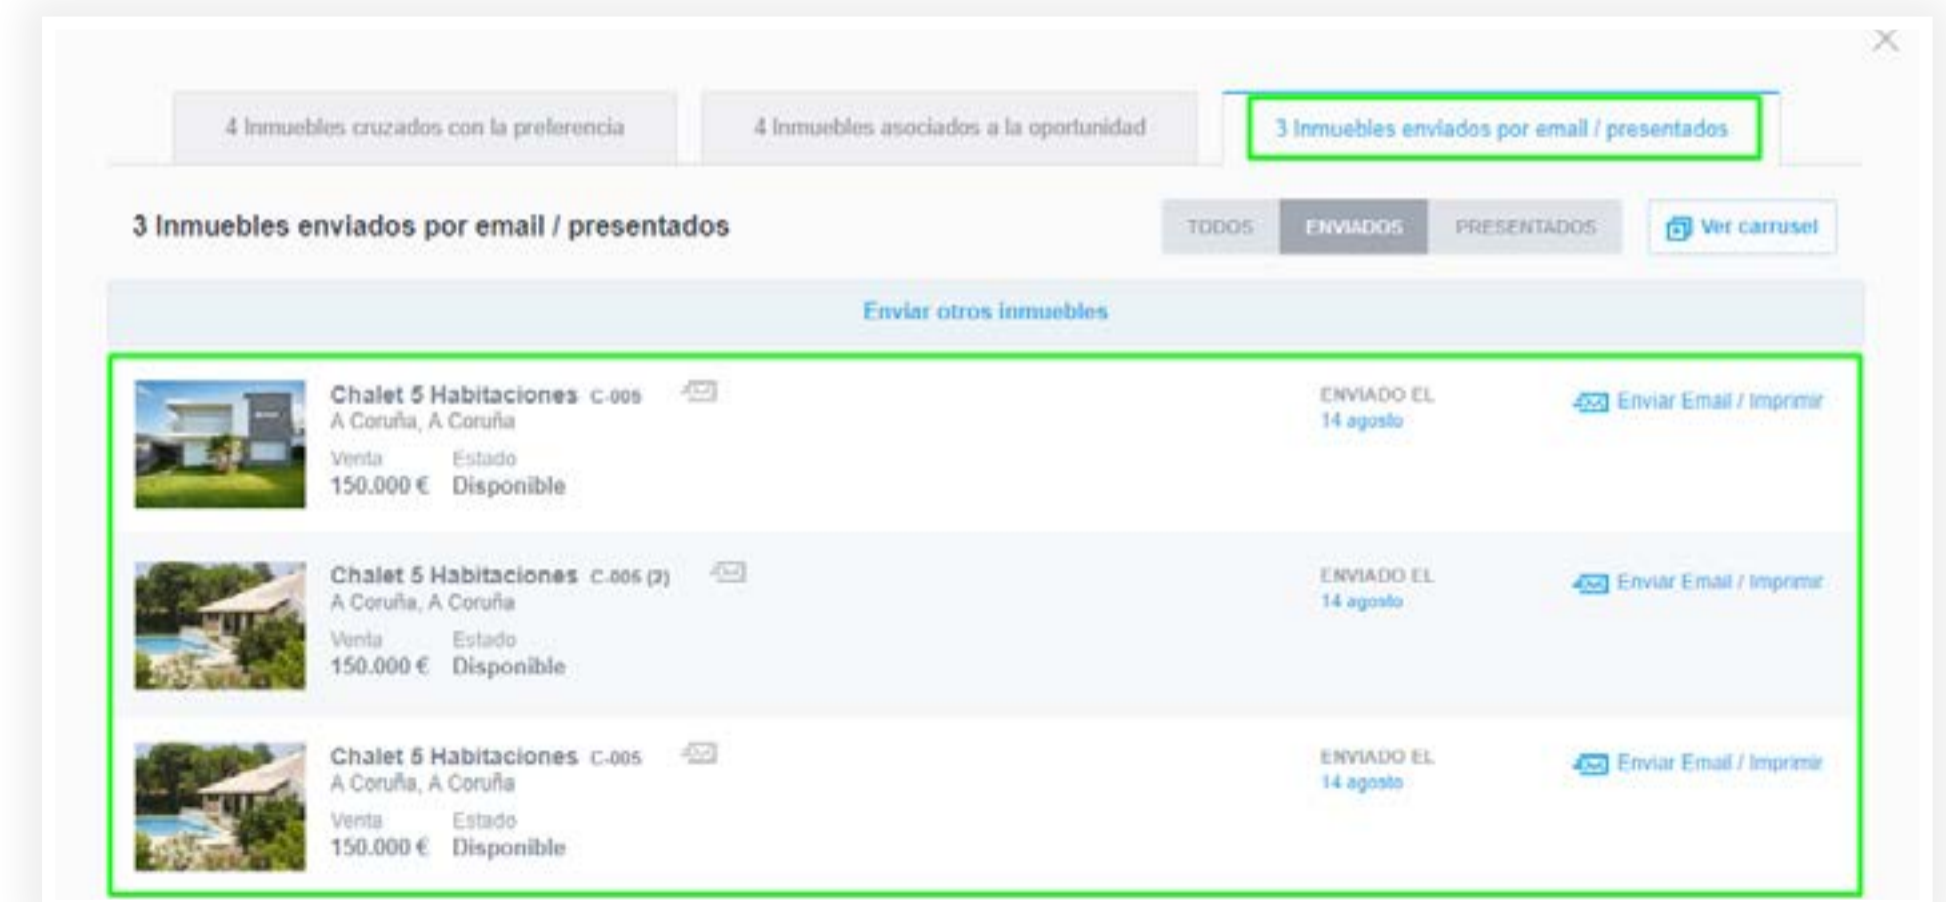 4 Inmuebles cruzados con la preferencia
4 Inmuebles asociados a la oportunidad
3 Inmuebles enviados por email / presentados
3 Inmuebles enviados por email / presentados
TODOS
ENVIADOS
PRESENTADOS
Ver carrusel
Enviar otros inmuebles
Chalet 5 Habitaciones C-005
A Coruña, A Coruña
Venta Estado
150.000 € Disponible
ENVIADO EL
14 agosto
Enviar Email / Imprimir
Chalet 5 Habitaciones C-005 (2)
A Coruña, A Coruña
Venta Estado
150.000 € Disponible
ENVIADO EL
14 agosto
Enviar Email / Imprimir
Chalet 5 Habitaciones C-005
A Coruña, A Coruña
Venta Estado
150.000 € Disponible
ENVIADO EL
14 agosto
Enviar Email / Imprimir